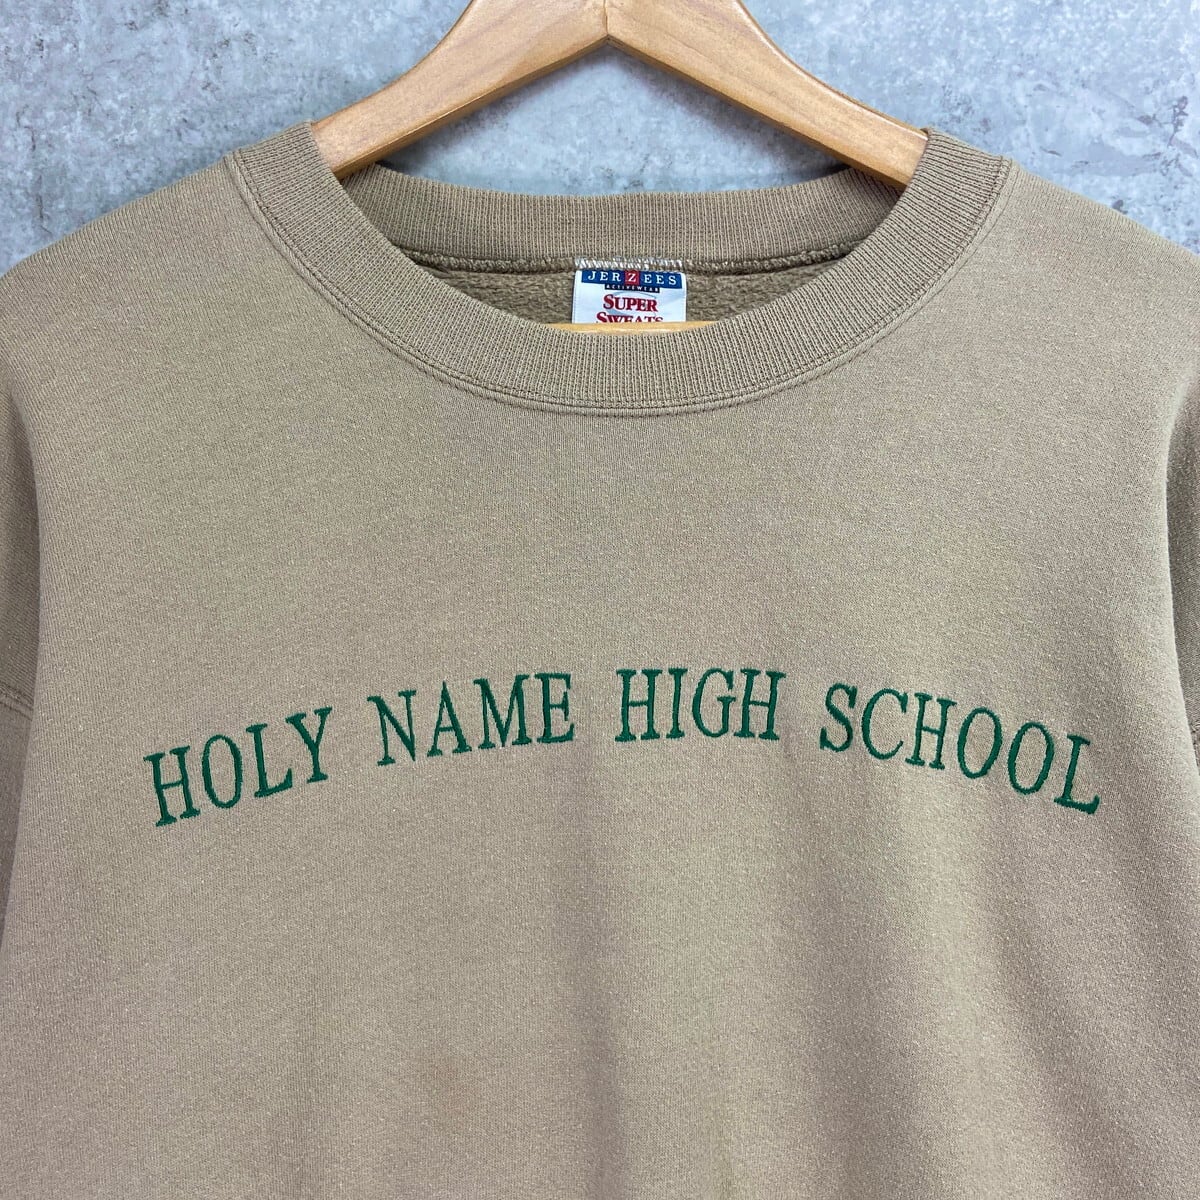 JERZEES
ACTIVEWEAR
SUPER
SWEATS
HOLY NAME HIGH SCHOOL